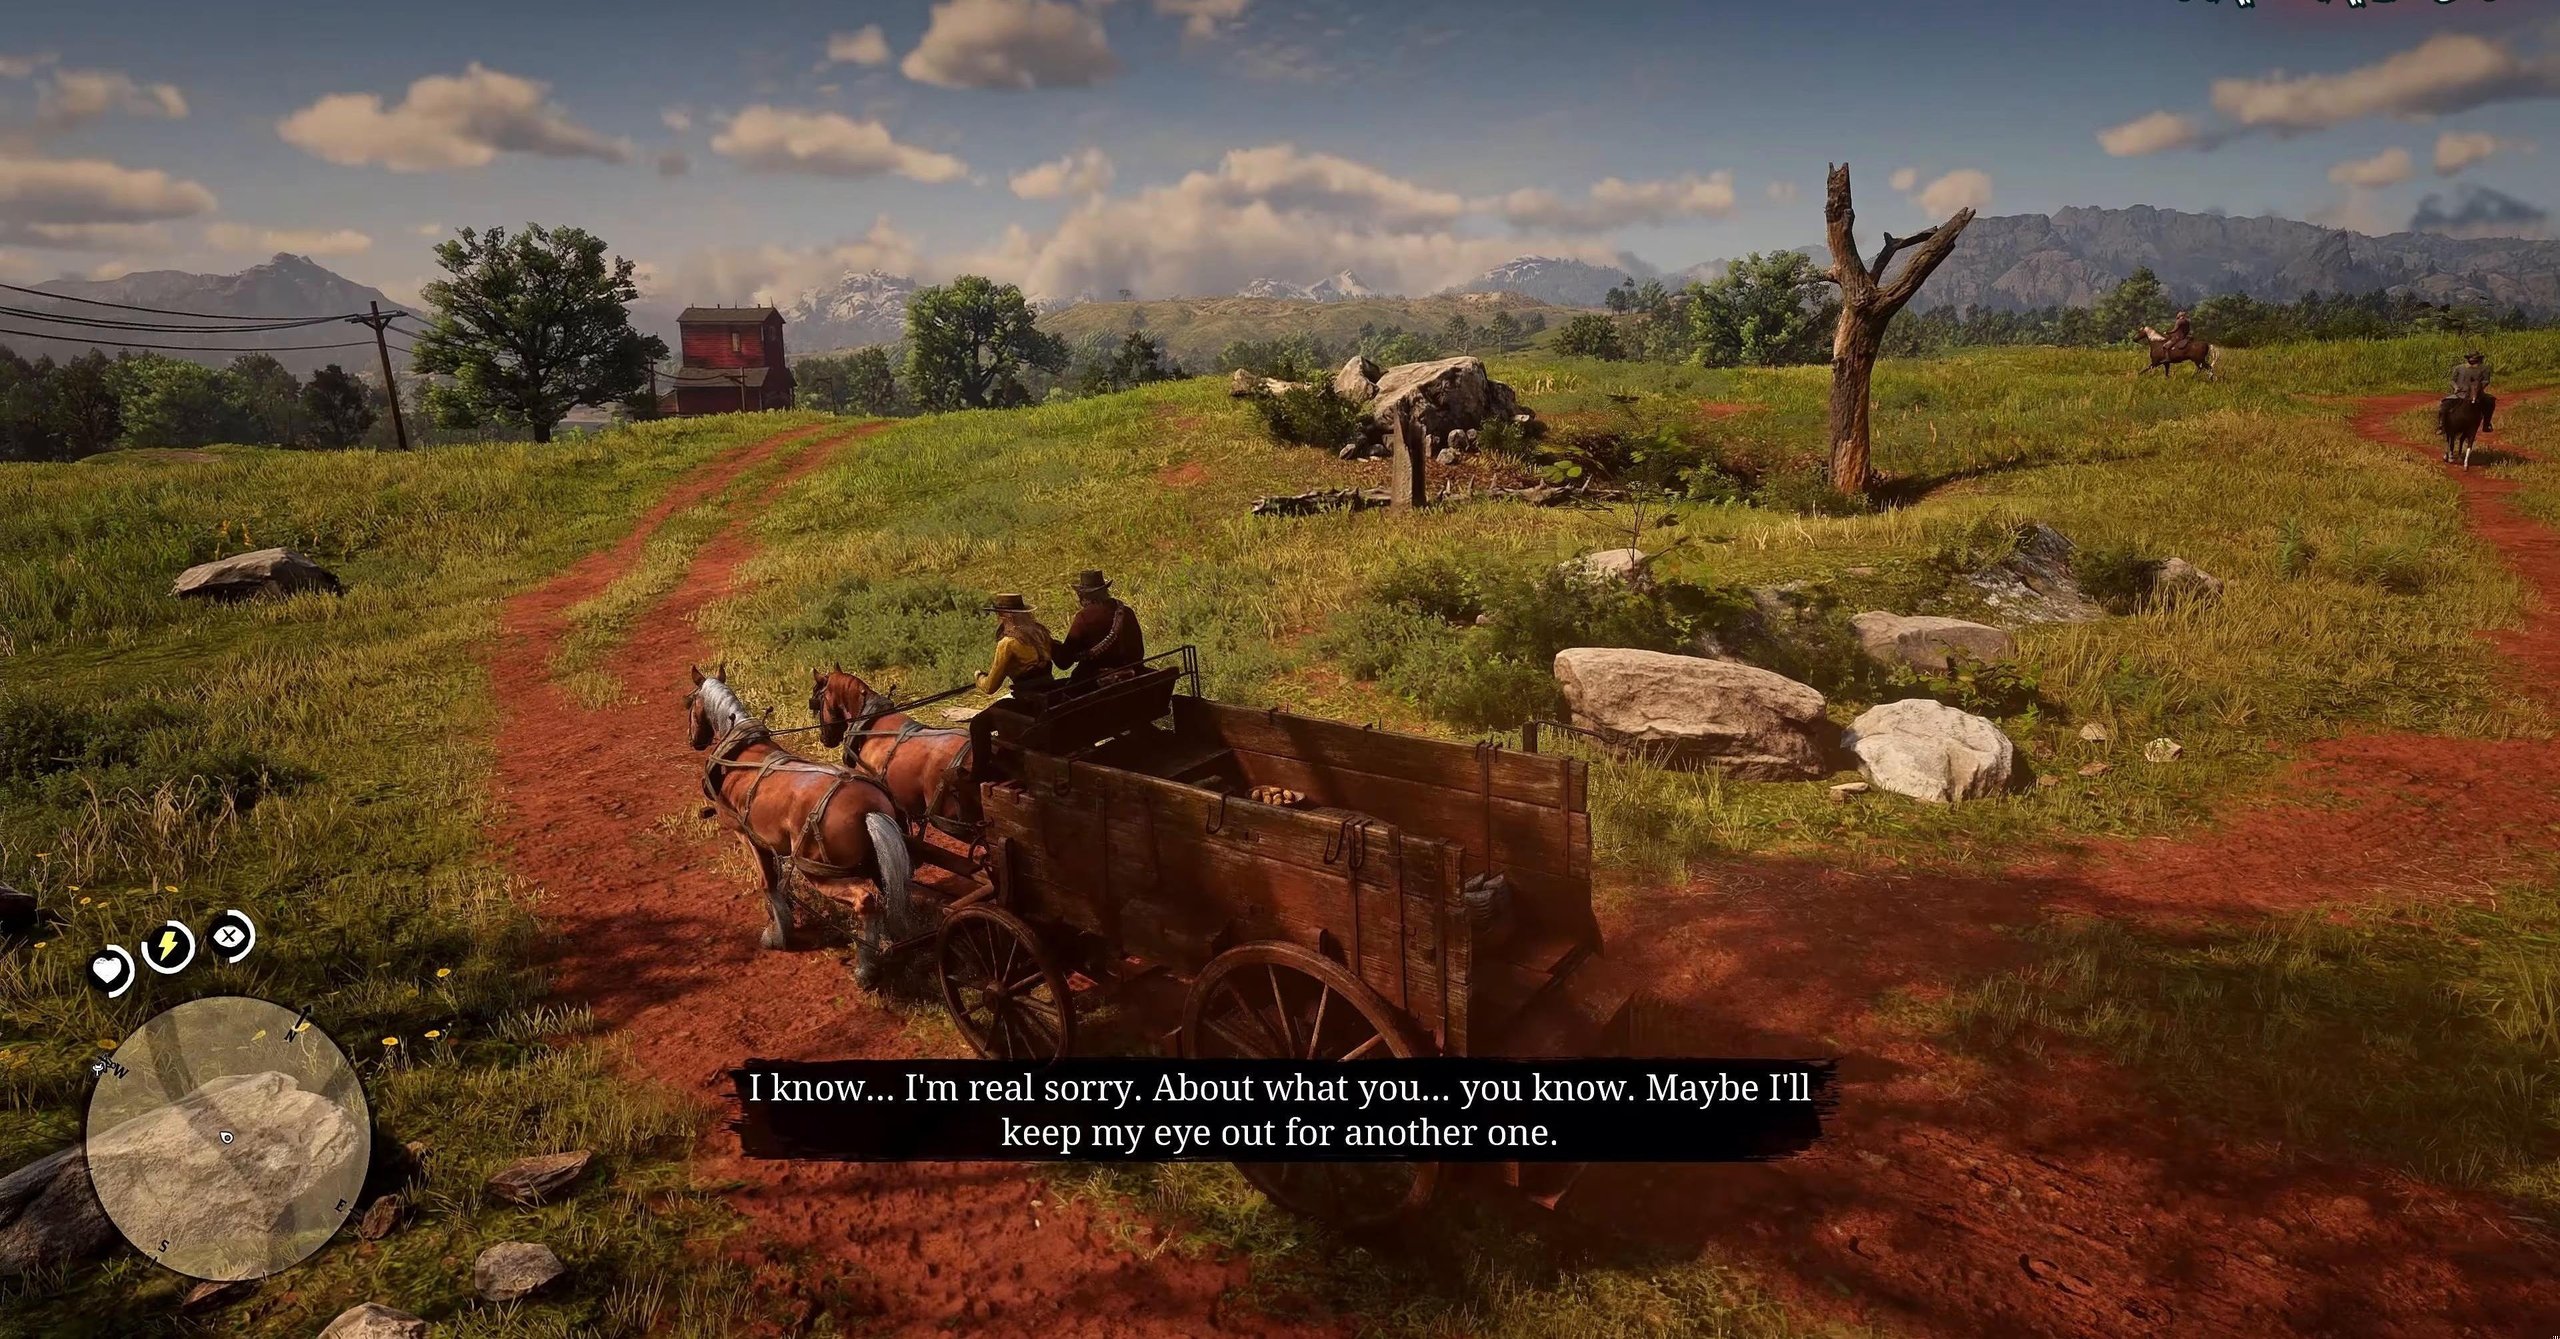 N
W
E
S
I know... I'm real sorry. About what you... you know. Maybe I'll
keep my eye out for another one.